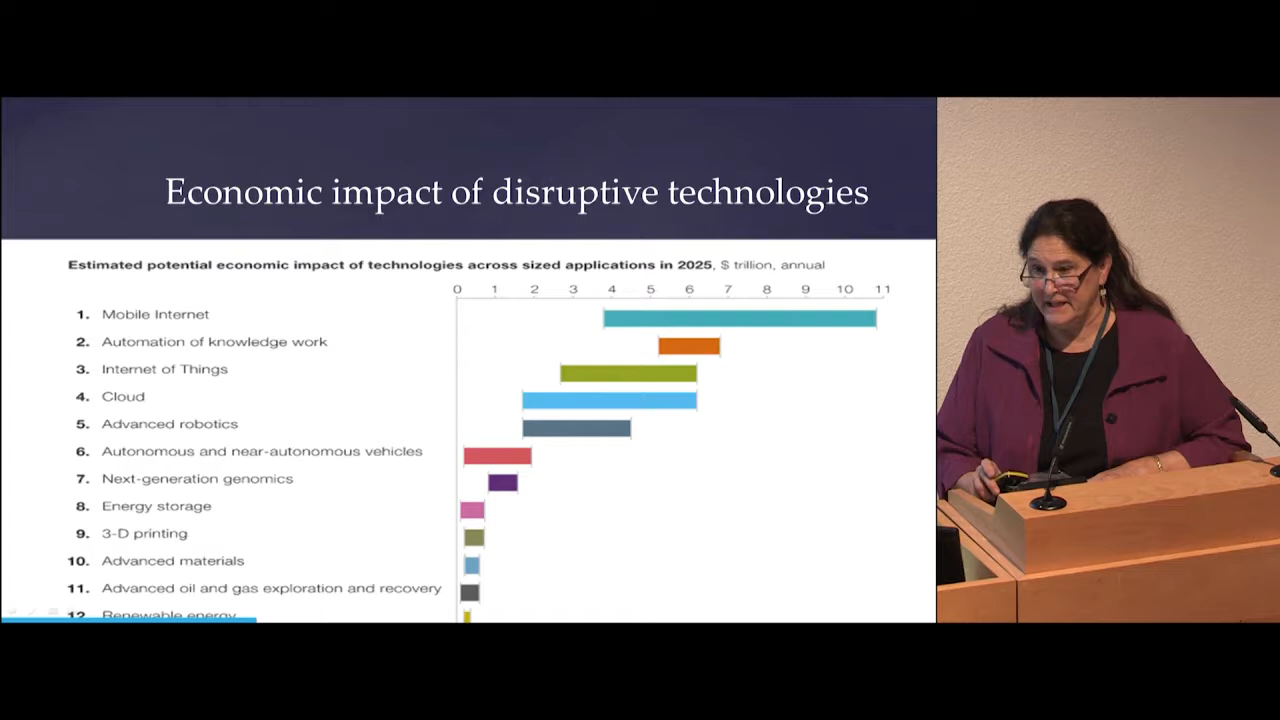 Economic impact of disruptive technologies
Estimated potential economic impact of technologies across sized applications in 2025, $ trillion, annual
0 1 2 3 4 5 6 7 8 9 10 11
1. Mobile Internet
2. Automation of knowledge work
3. Internet of Things
4. Cloud
5. Advanced robotics
6. Autonomous and near-autonomous vehicles
7. Next-generation genomics
8. Energy storage
9. 3-D printing
10. Advanced materials
11. Advanced oil and gas exploration and recovery
12. Renewable energy